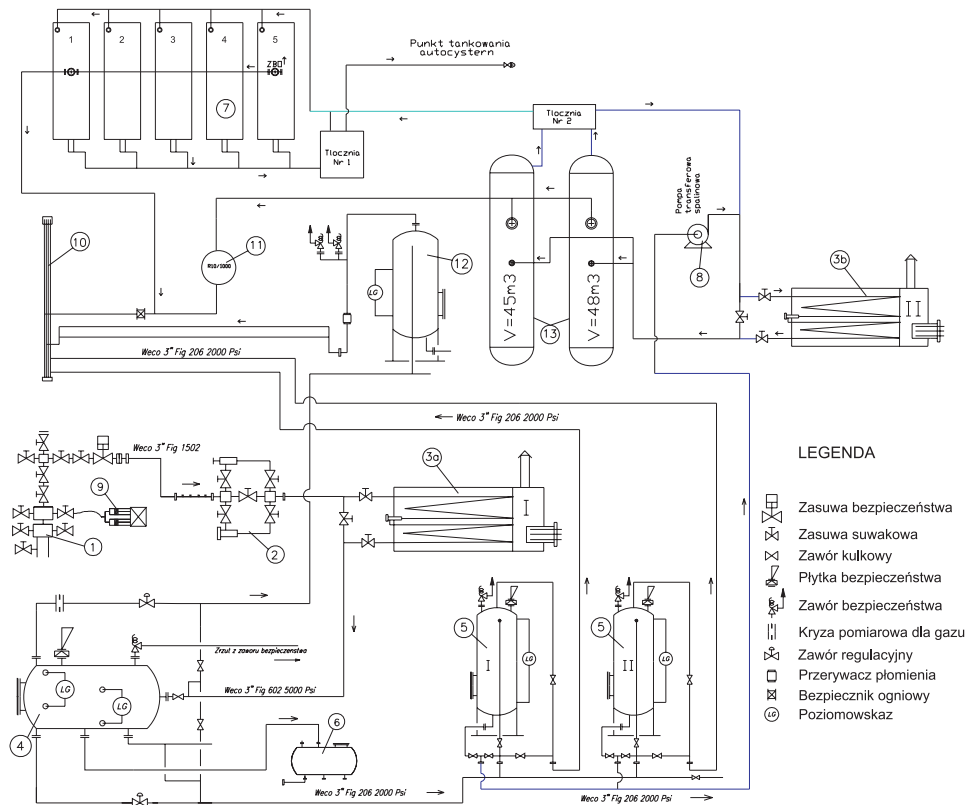 1
2
3
4
5
ZBO
7
Punkt tankowania
autocystern
Tłocznia
Nr 1
Tłocznia
Nr 2
Pompa
transferowa
spalinowa
8
3b
II
10
11
R10/1000
12
LG
V=45m3
V=48m3
13
Weco 3" Fig 206 2000 Psi
Weco 3" Fig 206 2000 Psi
Weco 3" Fig 1502
9
1
2
3a
I
Zrzut z zaworu bezpieczeństwa
Weco 3" Fig 602 5000 Psi
LG
LG
4
6
5
I
LG
5
II
LG
Weco 3" Fig 206 2000 Psi
Weco 3" Fig 206 2000 Psi
LEGENDA
Zasuwa bezpieczeństwa
Zasuwa suwakowa
Zawór kulkowy
Płytka bezpieczeństwa
Zawór bezpieczeństwa
Kryza pomiarowa dla gazu
Zawór regulacyjny
Przerywacz płomienia
Bezpiecznik ogniowy
LG Poziomowskaz